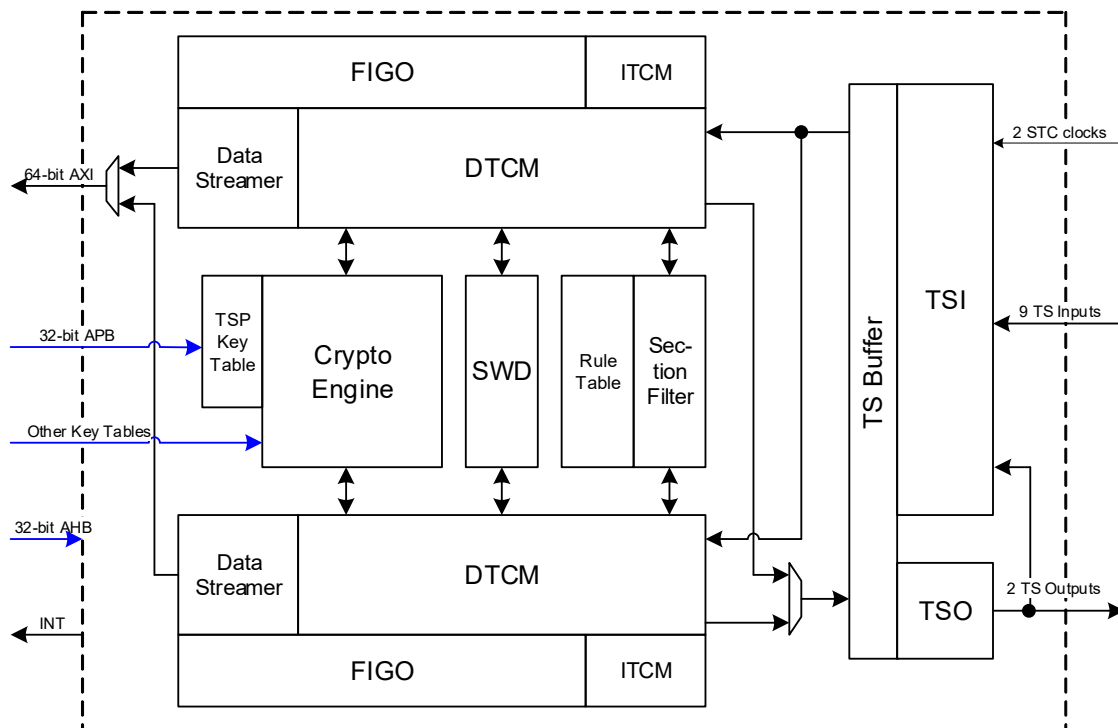 FIGO
ITCM
Data
Streamer
DTCM
2 STC clocks
64-bit AXI
TS Buffer
TSI
TSP
Key
Table
Crypto
Engine
SWD
Rule
Table
Sec-
tion
Filter
32-bit APB
9 TS Inputs
Other Key Tables
32-bit AHB
Data
Streamer
DTCM
TSO
2 TS Outputs
INT
FIGO
ITCM